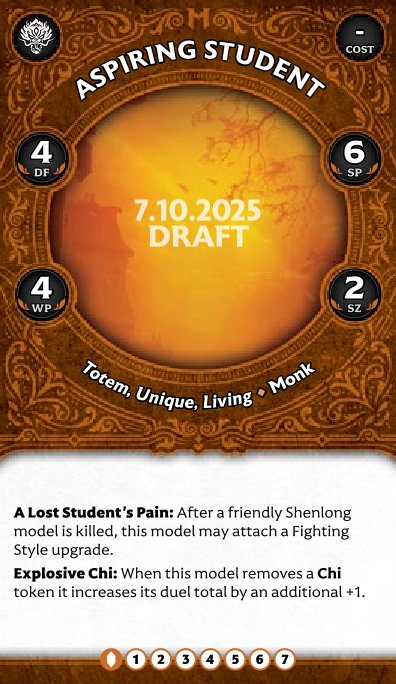 -
COST
ASPIRING STUDENT
4
DF
6
SP
7.10.2025
DRAFT
4
WP
2
SZ
Totem, Unique, Living ♦ Monk
A Lost Student's Pain: After a friendly Shenlong
model is killed, this model may attach a Fighting
Style upgrade.
Explosive Chi: When this model removes a Chi
token it increases its duel total by an additional +1.
1 2 3 4 5 6 7